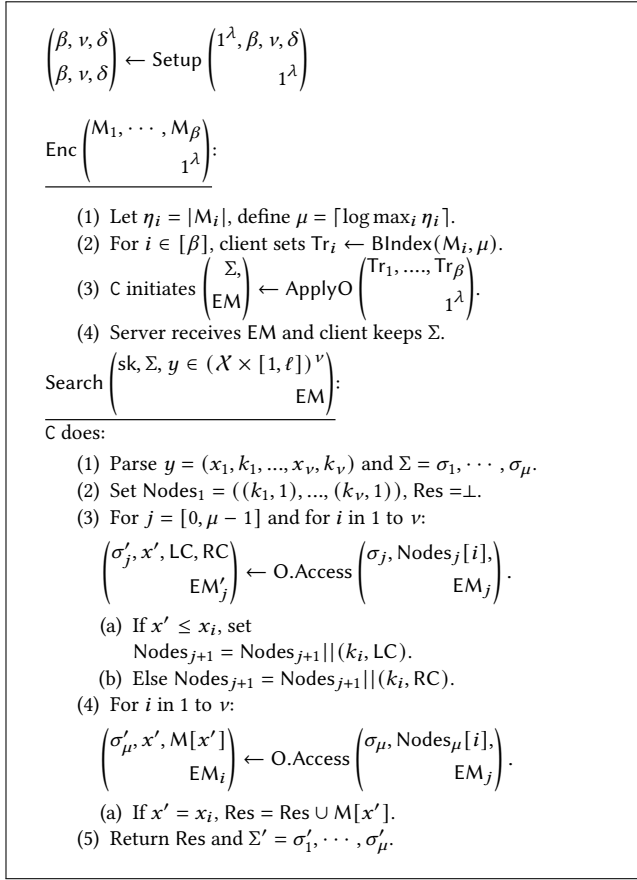 (β, ν, δ
β, ν, δ) ← Setup (1^λ, β, ν, δ
1^λ)
Enc (M_1, · · · , M_β
1^λ):
(1) Let η_i = |M_i|, define μ = ⌈log max_i η_i⌉.
(2) For i ∈ [β], client sets Tr_i ← BIndex(M_i, μ).
(3) C initiates (Σ,
EM) ← ApplyO (Tr_1, ...., Tr_β
1^λ).
(4) Server receives EM and client keeps Σ.
Search (sk, Σ, y ∈ (𝒳 × [1, ℓ])^ν
EM):
C does:
(1) Parse y = (x_1, k_1, ..., x_ν, k_ν) and Σ = σ_1, · · · , σ_μ.
(2) Set Nodes_1 = ((k_1, 1), ..., (k_ν, 1)), Res =⊥.
(3) For j = [0, μ − 1] and for i in 1 to ν:
(σ′_j, x′, LC, RC
EM′_j) ← O.Access (σ_j, Nodes_j[i],
EM_j).
(a) If x′ ≤ x_i, set
Nodes_{j+1} = Nodes_{j+1}||(k_i, LC).
(b) Else Nodes_{j+1} = Nodes_{j+1}||(k_i, RC).
(4) For i in 1 to ν:
(σ′_μ, x′, M[x′]
EM_i) ← O.Access (σ_μ, Nodes_μ[i],
EM_j).
(a) If x′ = x_i, Res = Res ∪ M[x′].
(5) Return Res and Σ′ = σ′_1, · · · , σ′_μ.